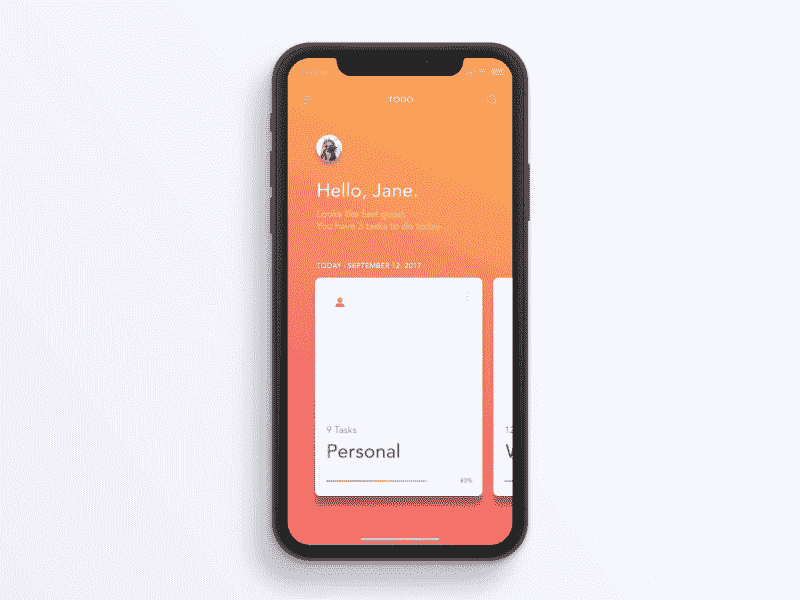 TODO
Hello, Jane.
Looks like feel good.
You have 3 tasks to do today.
TODAY : SEPTEMBER 12, 2017
9 Tasks
Personal
83%
12